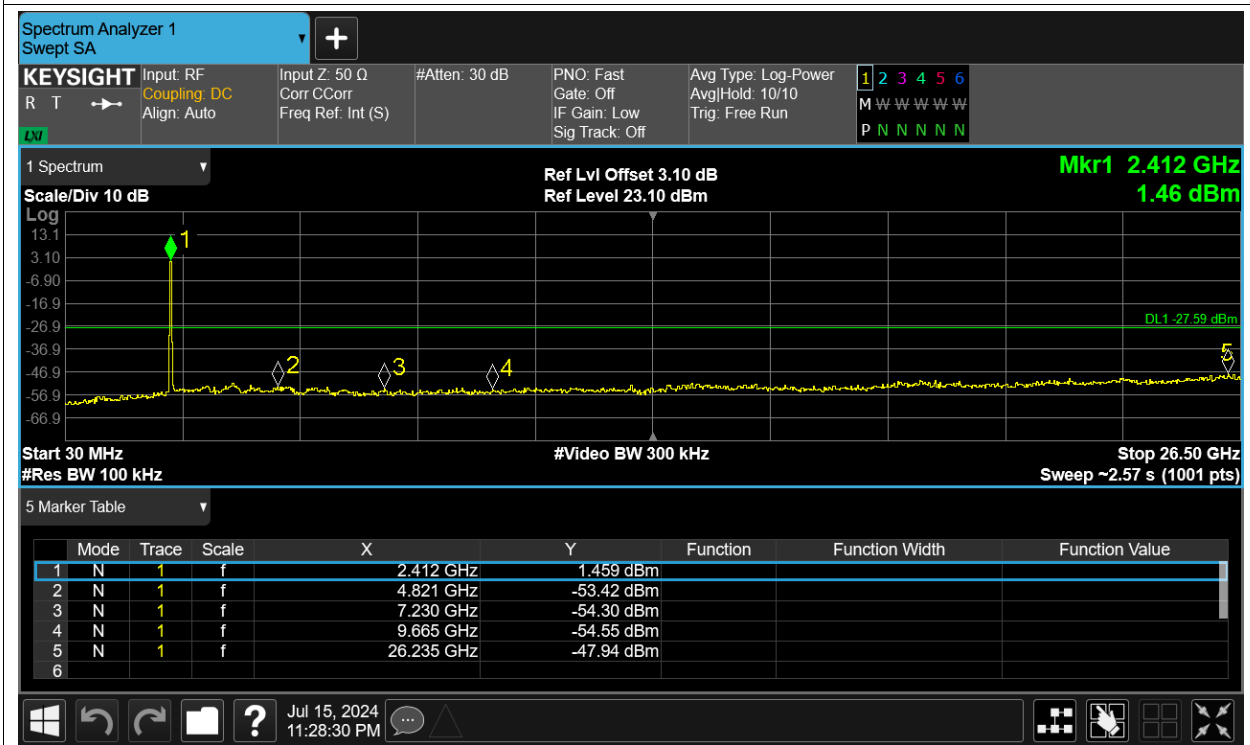 Spectrum Analyzer 1
Swept SA
KEYSIGHT Input: RF Input Z: 50 Ω #Atten: 30 dB PNO: Fast Avg Type: Log-Power 1 2 3 4 5 6
R T Coupling: DC Corr CCorr Gate: Off Avg|Hold: 10/10 M W W W W W
Align: Auto Freq Ref: Int (S) IF Gain: Low Trig: Free Run
LXI Sig Track: Off P N N N N N
1 Spectrum Ref Lvl Offset 3.10 dB Mkr1 2.412 GHz
Scale/Div 10 dB Ref Level 23.10 dBm 1.46 dBm
Log
13.1 1
3.10
-6.90
-16.9
DL1 -27.59 dBm
-26.9
-36.9 5
2 3 4
-46.9
-56.9
-66.9
Start 30 MHz #Video BW 300 kHz Stop 26.50 GHz
#Res BW 100 kHz Sweep ~2.57 s (1001 pts)
5 Marker Table
Mode Trace Scale X Y Function Function Width Function Value
1 N 1 f 2.412 GHz 1.459 dBm
2 N 1 f 4.821 GHz -53.42 dBm
3 N 1 f 7.230 GHz -54.30 dBm
4 N 1 f 9.665 GHz -54.55 dBm
5 N 1 f 26.235 GHz -47.94 dBm
6
? Jul 15, 2024
11:28:30 PM